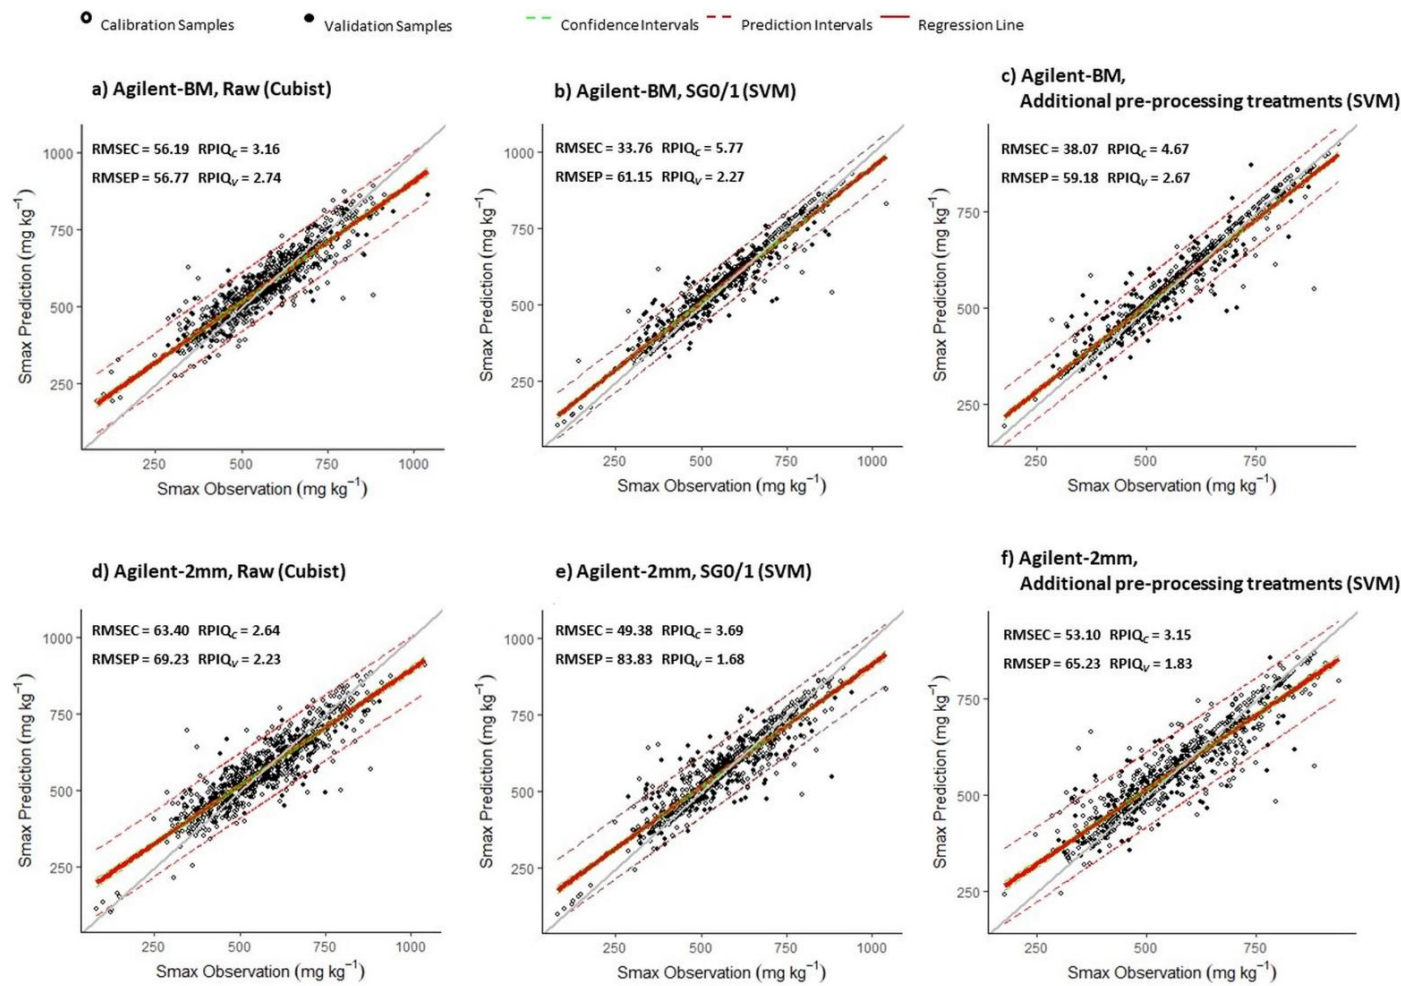 Calibration Samples Validation Samples Confidence Intervals Prediction Intervals Regression Line
a) Agilent-BM, Raw (Cubist)
RMSEC = 56.19 RPIQC = 3.16
RMSEP = 56.77 RPIQV = 2.74
1000
750
500
250
Smax Prediction (mg kg⁻¹)
250 500 750 1000
Smax Observation (mg kg⁻¹)
b) Agilent-BM, SG0/1 (SVM)
RMSEC = 33.76 RPIQC = 5.77
RMSEP = 61.15 RPIQV = 2.27
1000
750
500
250
Smax Prediction (mg kg⁻¹)
250 500 750 1000
Smax Observation (mg kg⁻¹)
c) Agilent-BM,
Additional pre-processing treatments (SVM)
RMSEC = 38.07 RPIQC = 4.67
RMSEP = 59.18 RPIQV = 2.67
750
500
250
Smax Prediction (mg kg⁻¹)
250 500 750
Smax Observation (mg kg⁻¹)
d) Agilent-2mm, Raw (Cubist)
RMSEC = 63.40 RPIQC = 2.64
RMSEP = 69.23 RPIQV = 2.23
1000
750
500
250
Smax Prediction (mg kg⁻¹)
250 500 750 1000
Smax Observation (mg kg⁻¹)
e) Agilent-2mm, SG0/1 (SVM)
RMSEC = 49.38 RPIQC = 3.69
RMSEP = 83.83 RPIQV = 1.68
1000
750
500
250
Smax Prediction (mg kg⁻¹)
250 500 750 1000
Smax Observation (mg kg⁻¹)
f) Agilent-2mm,
Additional pre-processing treatments (SVM)
RMSEC = 53.10 RPIQC = 3.15
RMSEP = 65.23 RPIQV = 1.83
750
500
250
Smax Prediction (mg kg⁻¹)
250 500 750
Smax Observation (mg kg⁻¹)